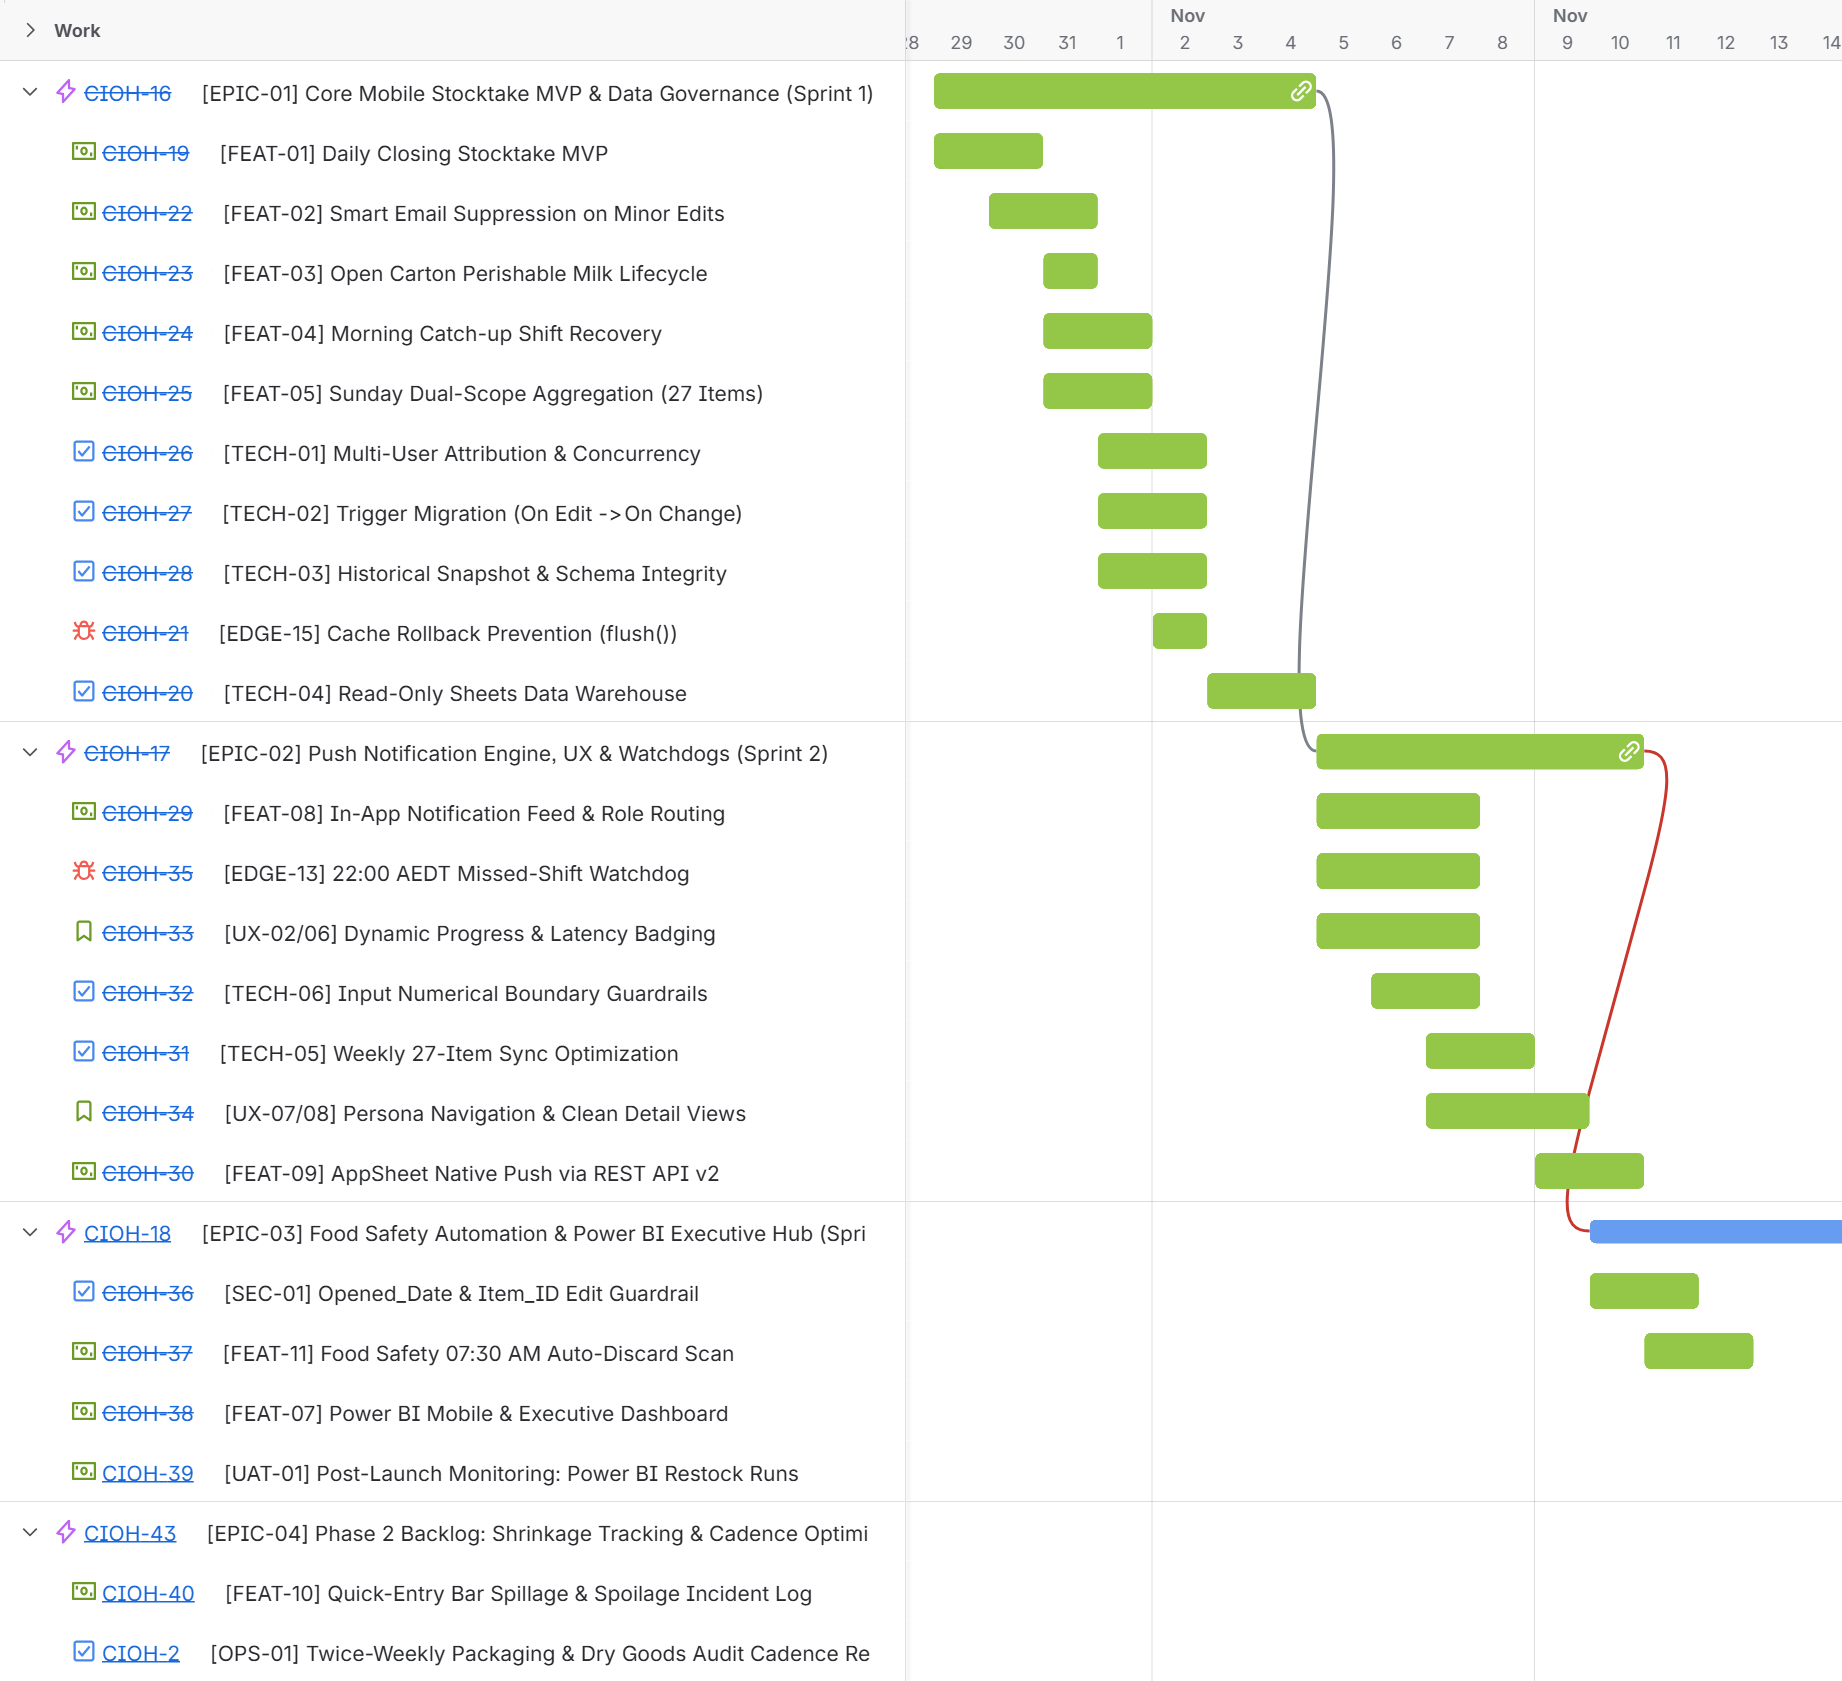 Work
Nov Nov
28 29 30 31 1 2 3 4 5 6 7 8 9 10 11 12 13 14
CIOH-16 [EPIC-01] Core Mobile Stocktake MVP & Data Governance (Sprint 1)
CIOH-19 [FEAT-01] Daily Closing Stocktake MVP
CIOH-22 [FEAT-02] Smart Email Suppression on Minor Edits
CIOH-23 [FEAT-03] Open Carton Perishable Milk Lifecycle
CIOH-24 [FEAT-04] Morning Catch-up Shift Recovery
CIOH-25 [FEAT-05] Sunday Dual-Scope Aggregation (27 Items)
CIOH-26 [TECH-01] Multi-User Attribution & Concurrency
CIOH-27 [TECH-02] Trigger Migration (On Edit ->On Change)
CIOH-28 [TECH-03] Historical Snapshot & Schema Integrity
CIOH-21 [EDGE-15] Cache Rollback Prevention (flush())
CIOH-20 [TECH-04] Read-Only Sheets Data Warehouse
CIOH-17 [EPIC-02] Push Notification Engine, UX & Watchdogs (Sprint 2)
CIOH-29 [FEAT-08] In-App Notification Feed & Role Routing
CIOH-35 [EDGE-13] 22:00 AEDT Missed-Shift Watchdog
CIOH-33 [UX-02/06] Dynamic Progress & Latency Badging
CIOH-32 [TECH-06] Input Numerical Boundary Guardrails
CIOH-31 [TECH-05] Weekly 27-Item Sync Optimization
CIOH-34 [UX-07/08] Persona Navigation & Clean Detail Views
CIOH-30 [FEAT-09] AppSheet Native Push via REST API v2
CIOH-18 [EPIC-03] Food Safety Automation & Power BI Executive Hub (Spri
CIOH-36 [SEC-01] Opened_Date & Item_ID Edit Guardrail
CIOH-37 [FEAT-11] Food Safety 07:30 AM Auto-Discard Scan
CIOH-38 [FEAT-07] Power BI Mobile & Executive Dashboard
CIOH-39 [UAT-01] Post-Launch Monitoring: Power BI Restock Runs
CIOH-43 [EPIC-04] Phase 2 Backlog: Shrinkage Tracking & Cadence Optimi
CIOH-40 [FEAT-10] Quick-Entry Bar Spillage & Spoilage Incident Log
CIOH-2 [OPS-01] Twice-Weekly Packaging & Dry Goods Audit Cadence Re